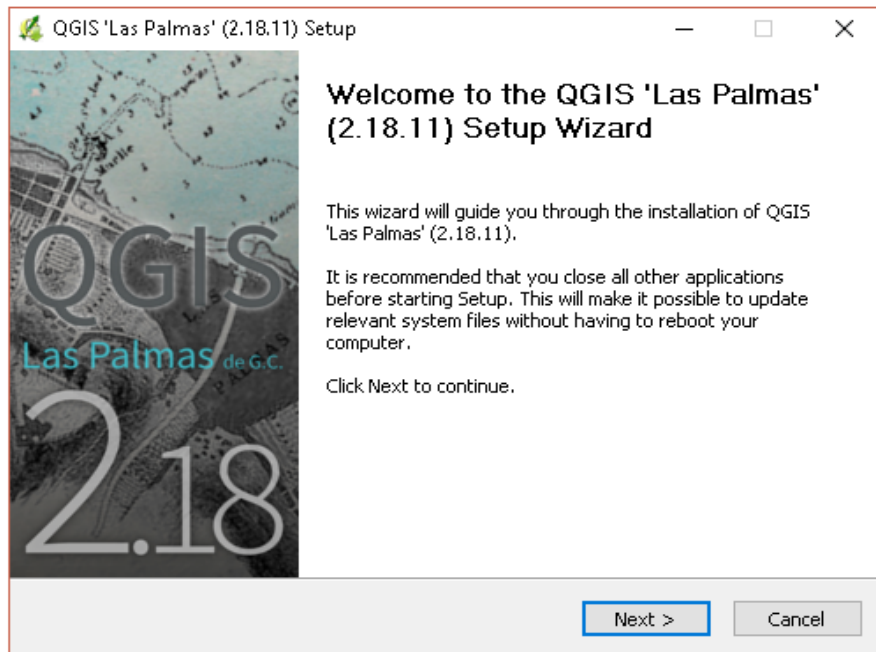 QGIS 'Las Palmas' (2.18.11) Setup
Welcome to the QGIS 'Las Palmas'
(2.18.11) Setup Wizard
This wizard will guide you through the installation of QGIS
'Las Palmas' (2.18.11).
It is recommended that you close all other applications
before starting Setup. This will make it possible to update
relevant system files without having to reboot your
computer.
Click Next to continue.
Muelle
QGIS
LAS
PALMAS
Las Palmas de G.C.
2.18
Next >
Cancel